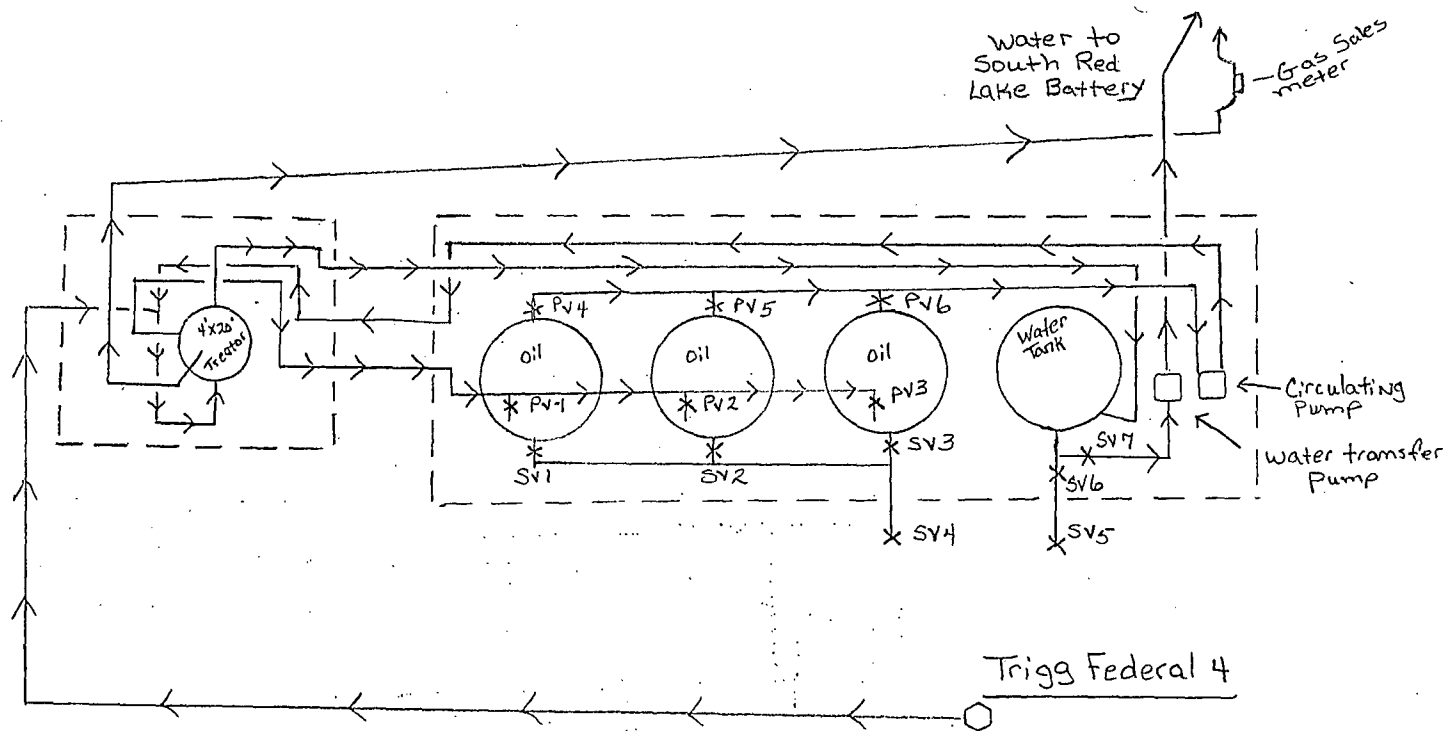 Water to
South Red
Lake Battery
Gas Sales
meter
PV4
PV5
PV6
4'x20'
Treator
Oil
Oil
Oil
Water
Tank
PV-1
PV2
PV3
Circulating
Pump
SV1
SV2
SV3
SV7
SV6
Water transfer
Pump
SV4
SV5
Trigg Federal 4